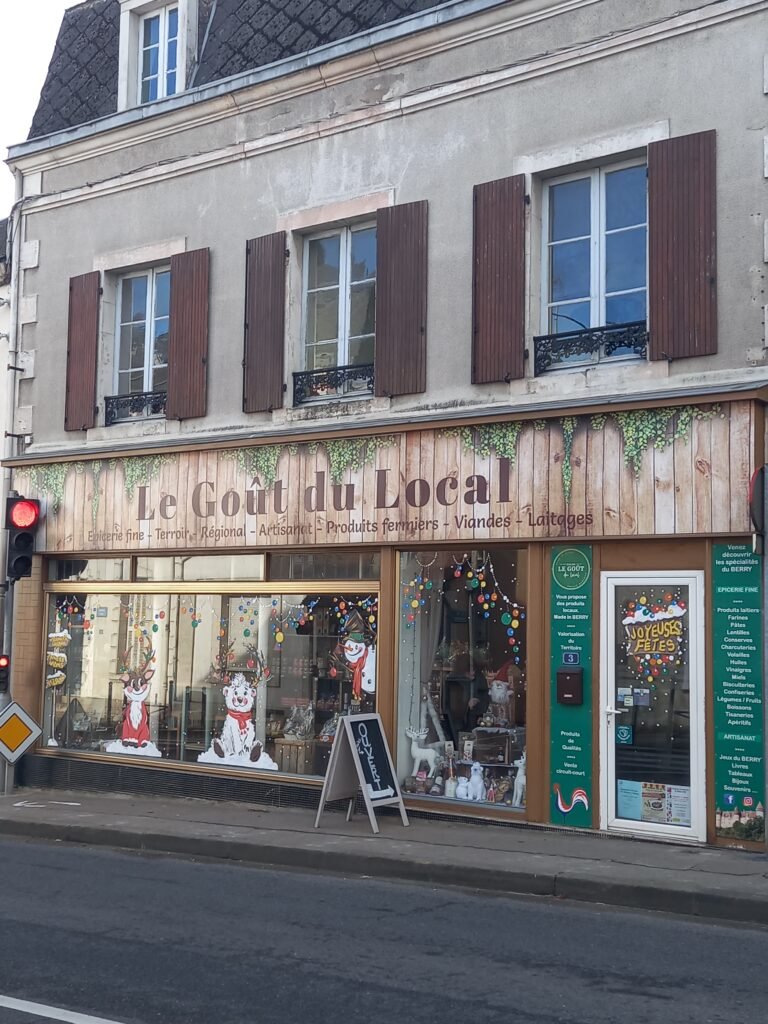 Le Goût du Local
Epicerie fine - Terroir - Régional - Artisanat - Produits fermiers - Viandes - Laitages
LE GOÛT
du local
Vous propose
des produits
locaux.
Made in BERRY
Valorisation
du
Territoire
3
Produits
de
Qualités
Vente
circuit-court
OUVERT
JOYEUSES
FÊTES
Venez
découvrir
les spécialités
du BERRY
EPICERIE FINE
Produits laitiers
Farines
Pâtes
Lentilles
Conserves
Charcuteries
Volailles
Huiles
Vinaigres
Miels
Biscuiteries
Confiseries
Légumes / Fruits
Boissons
Tisaneries
Apéritifs
ARTISANAT
Jeux du BERRY
Livres
Tableaux
Bijoux
Souvenirs ...